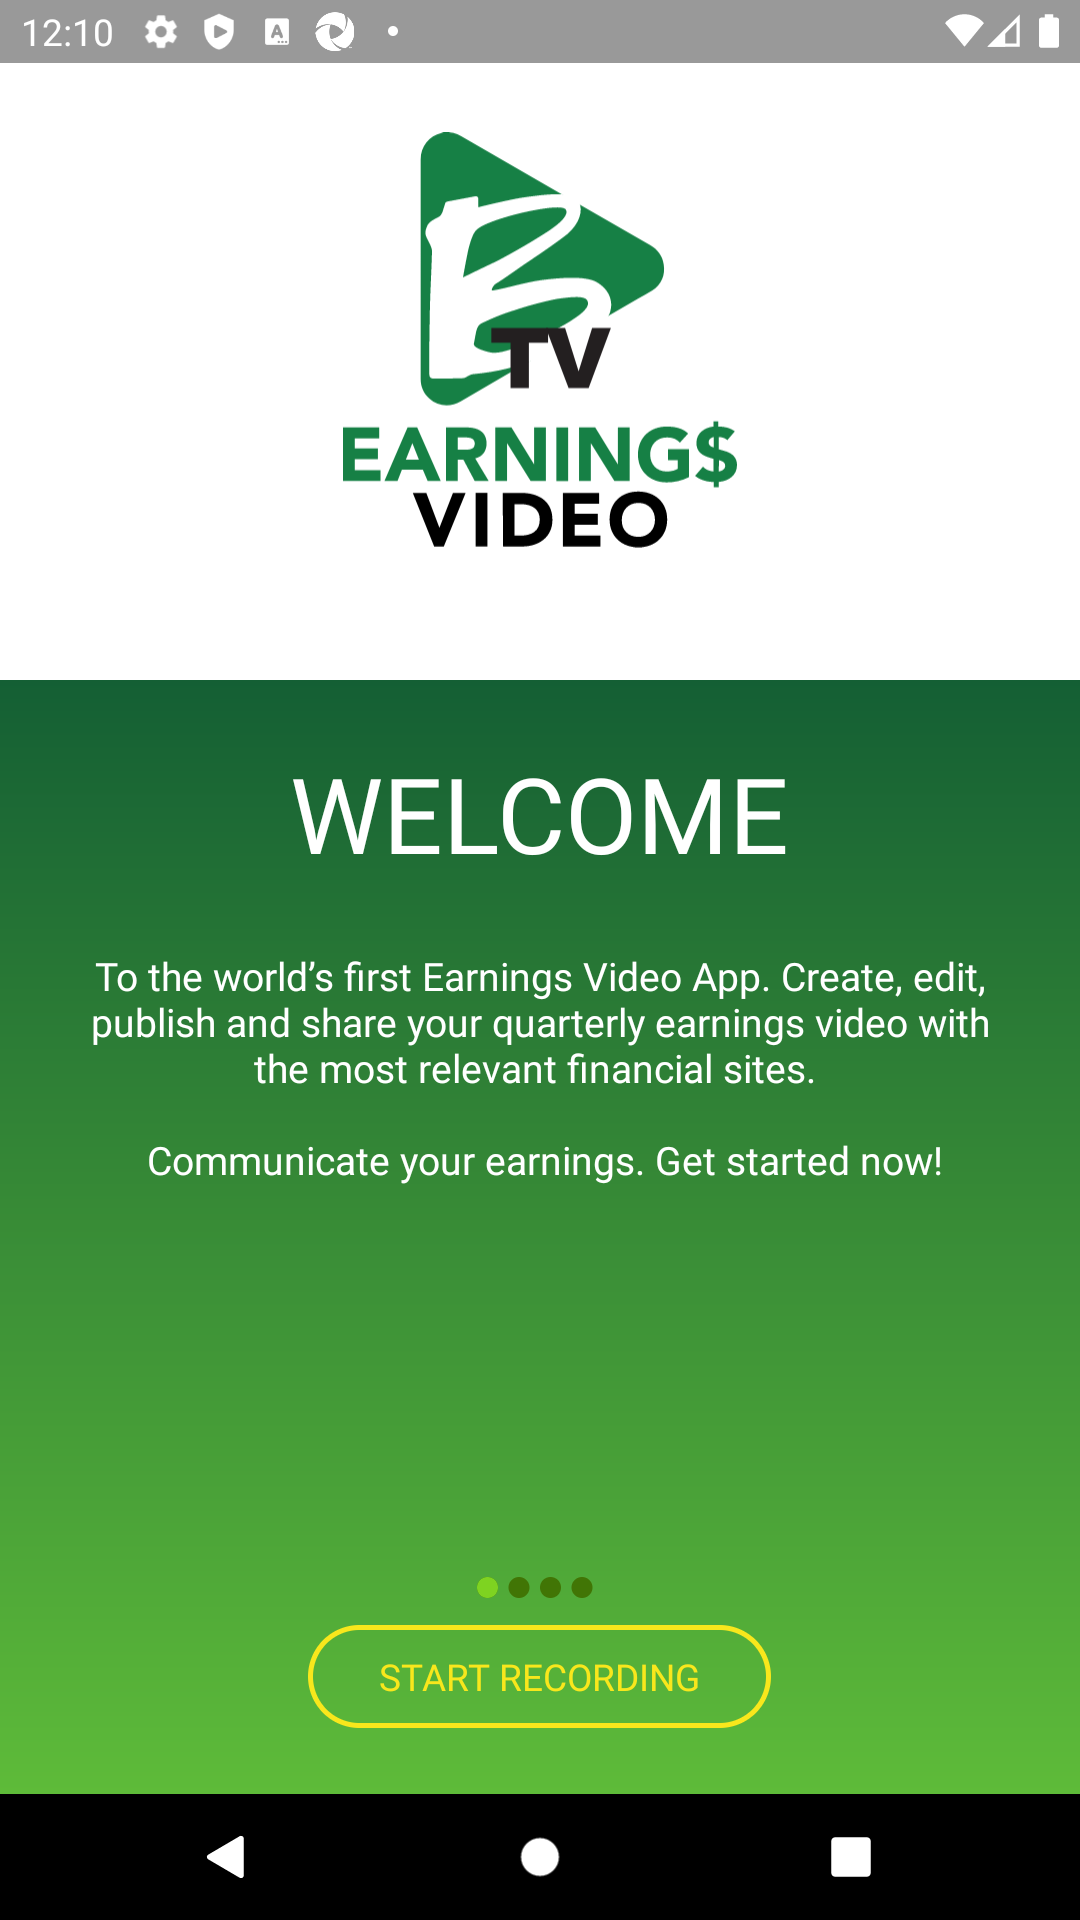 12:10
B
TV
EARNING$
VIDEO
WELCOME
To the world’s first Earnings Video App. Create, edit,
publish and share your quarterly earnings video with
the most relevant financial sites.
Communicate your earnings. Get started now!
START RECORDING